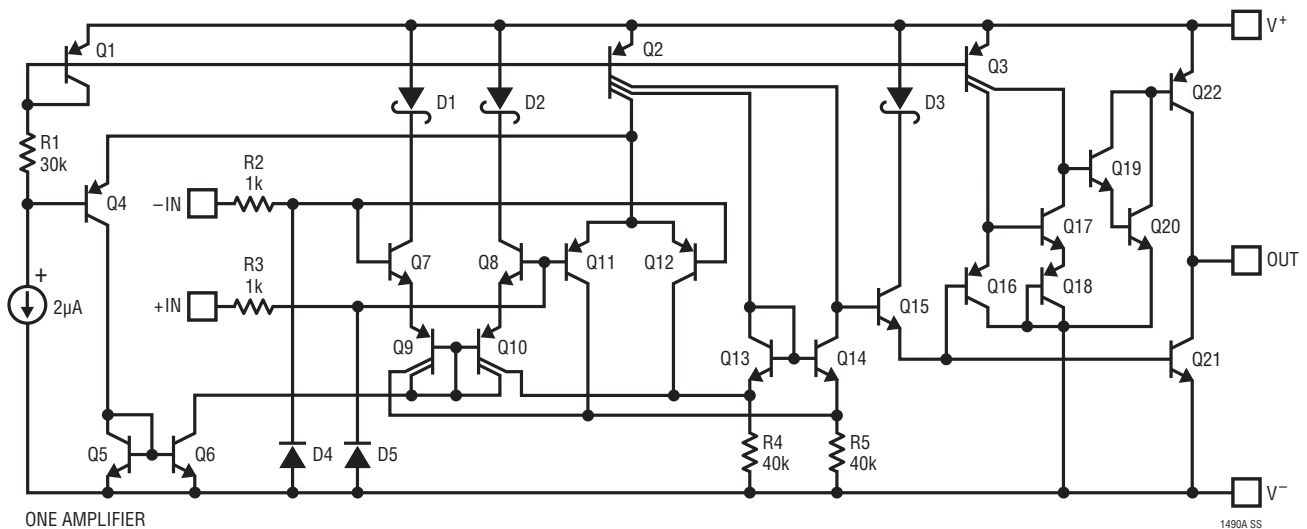 V+
Q1
Q2
Q3
D1
D2
D3
Q22
R1
30k
R2
1k
Q4
−IN
Q19
Q7
Q8
Q11
Q12
Q17
Q20
R3
1k
+
2µA
+IN
Q15
Q16
Q18
OUT
Q9
Q10
Q13
Q14
Q21
Q5
Q6
D4
D5
R4
40k
R5
40k
V−
ONE AMPLIFIER
1490A SS